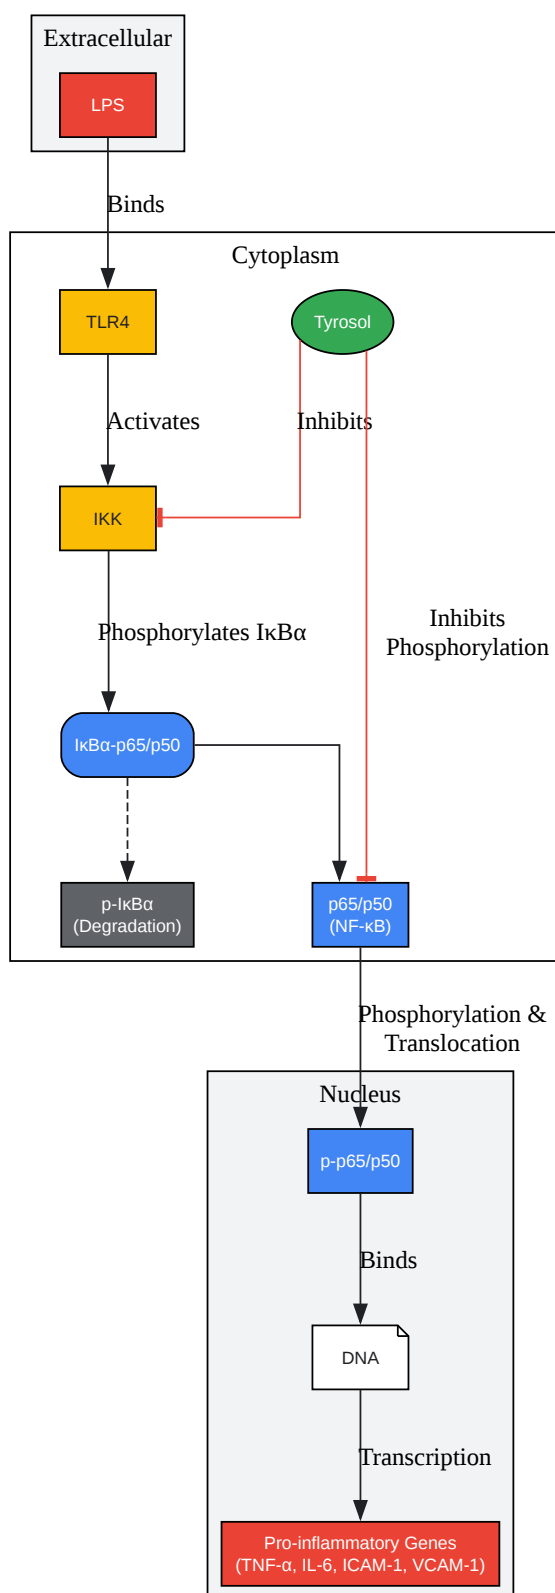 Extracellular
LPS
Binds
Cytoplasm
TLR4
Tyrosol
Activates
Inhibits
IKK
Phosphorylates IκBα
Inhibits
Phosphorylation
IκBα-p65/p50
p-IκBα
(Degradation)
p65/p50
(NF-κB)
Phosphorylation &
Translocation
Nucleus
p-p65/p50
Binds
DNA
Transcription
Pro-inflammatory Genes
(TNF-α, IL-6, ICAM-1, VCAM-1)